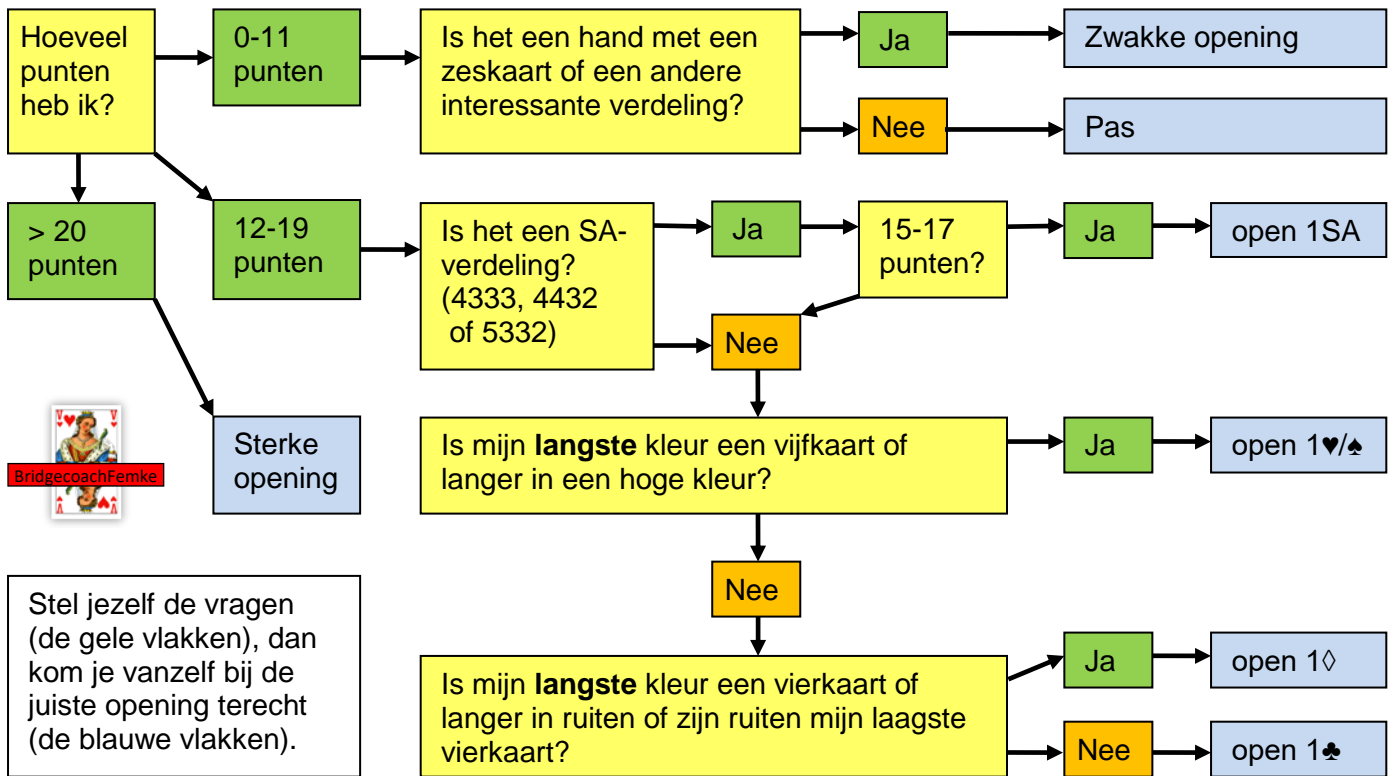 Hoeveel
punten
heb ik?
0-11
punten
Is het een hand met een
zeskaart of een andere
interessante verdeling?
Ja
Zwakke opening
Nee
Pas
> 20
punten
12-19
punten
Is het een SA-
verdeling?
(4333, 4432
of 5332)
Ja
15-17
punten?
Ja
open 1SA
Nee
BridgecoachFemke
Sterke
opening
Is mijn langste kleur een vijfkaart of
langer in een hoge kleur?
Ja
open 1♥/♠
Nee
Stel jezelf de vragen
(de gele vlakken), dan
kom je vanzelf bij de
juiste opening terecht
(de blauwe vlakken).
Is mijn langste kleur een vierkaart of
langer in ruiten of zijn ruiten mijn laagste
vierkaart?
Ja
open 1◊
Nee
open 1♣